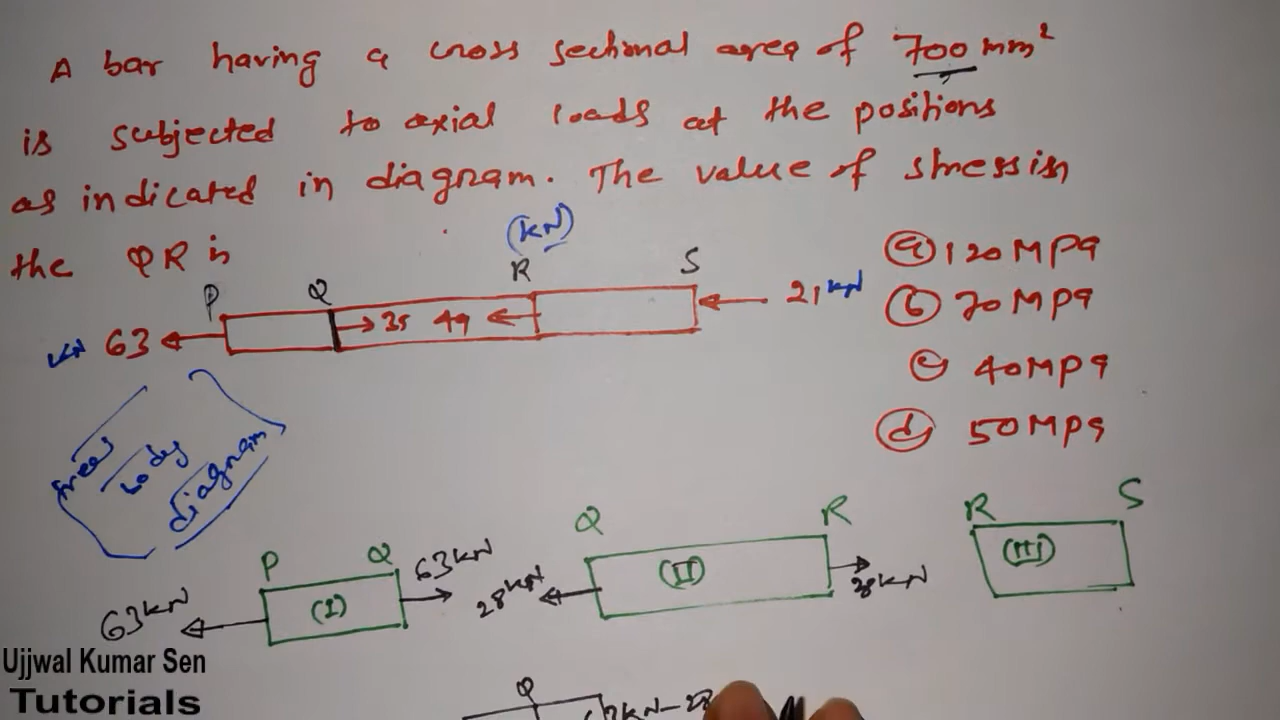 A bar having a cross sectional area of 700 mm²
is subjected to axial loads at the positions
as indicated in diagram. The value of stress in
the QR is
(kN)
P Q R S
kN 63 35 49 21 kN
(a) 120 MPa
(b) 70 MPa
(c) 40 MPa
(d) 50 MPa
free
body
diagram
P Q
63 kN (I) 63 kN
Q R
28 kN (II) 28 kN
R S
(III)
Q
kN-28
Ujjwal Kumar Sen
Tutorials